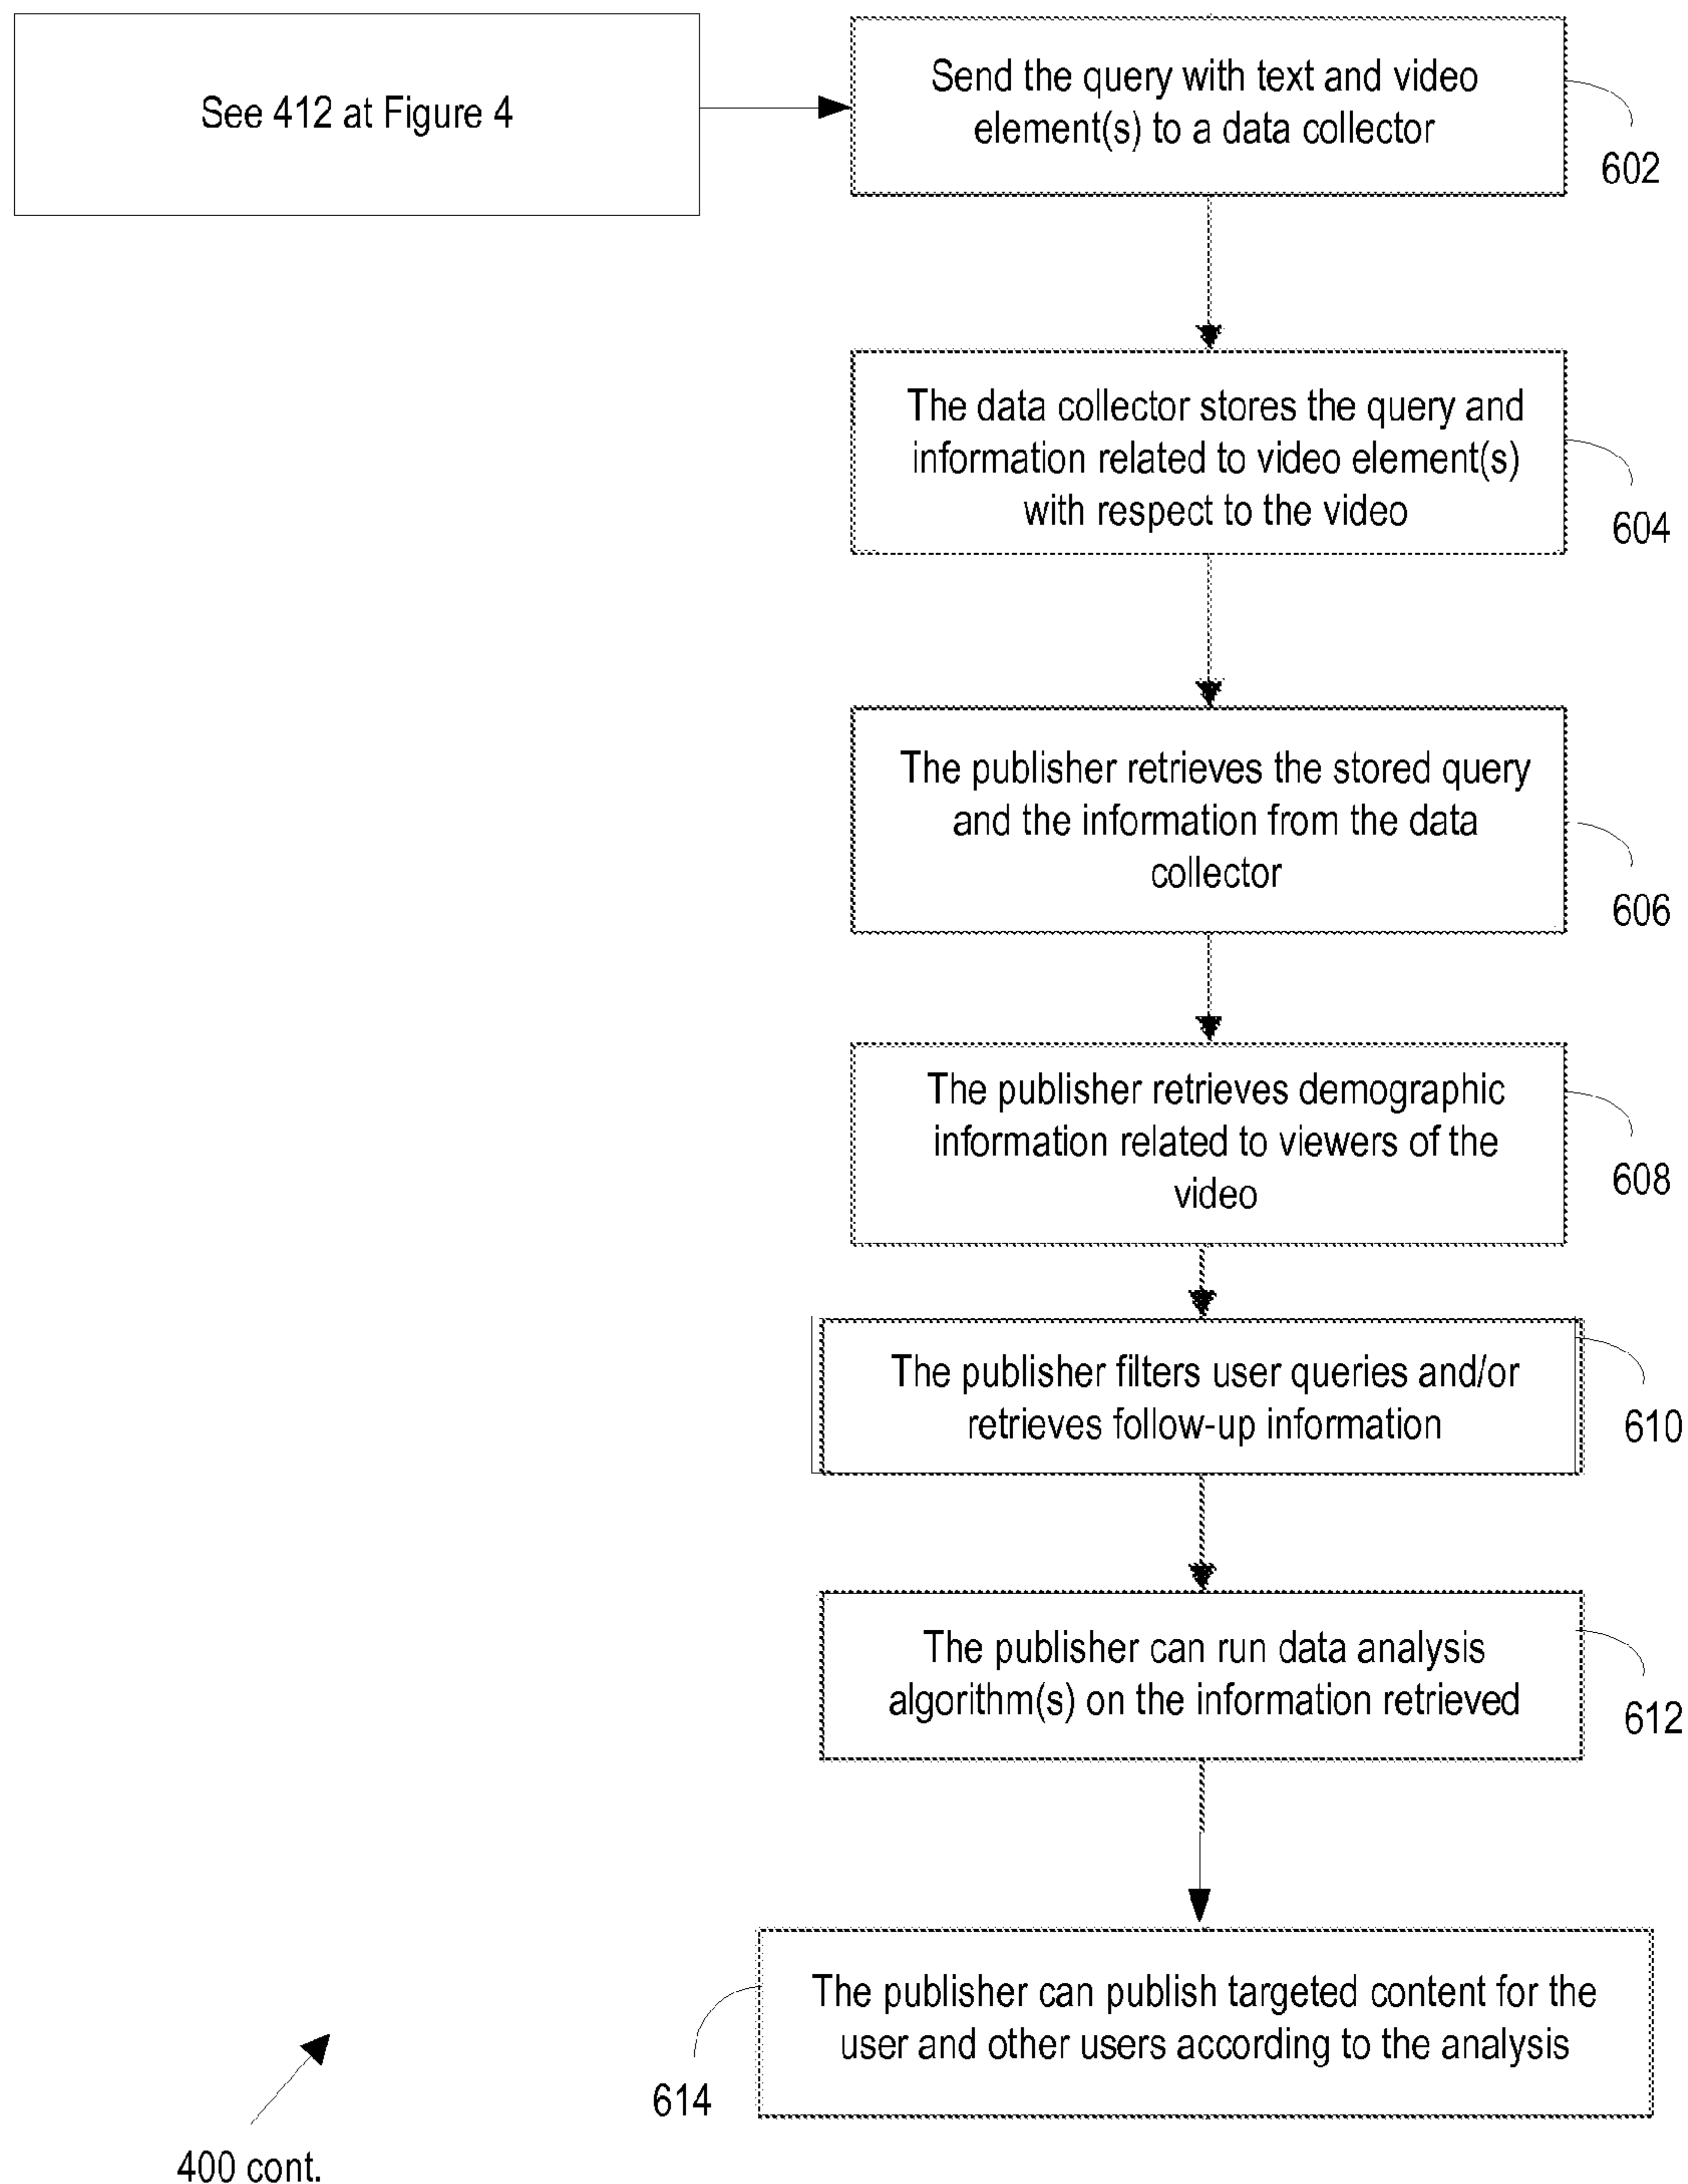 See 412 at Figure 4
Send the query with text and video
element(s) to a data collector
602
The data collector stores the query and
information related to video element(s)
with respect to the video
604
The publisher retrieves the stored query
and the information from the data
collector
606
The publisher retrieves demographic
information related to viewers of the
video
608
The publisher filters user queries and/or
retrieves follow-up information
610
The publisher can run data analysis
algorithm(s) on the information retrieved
612
The publisher can publish targeted content for the
user and other users according to the analysis
614
400 cont.